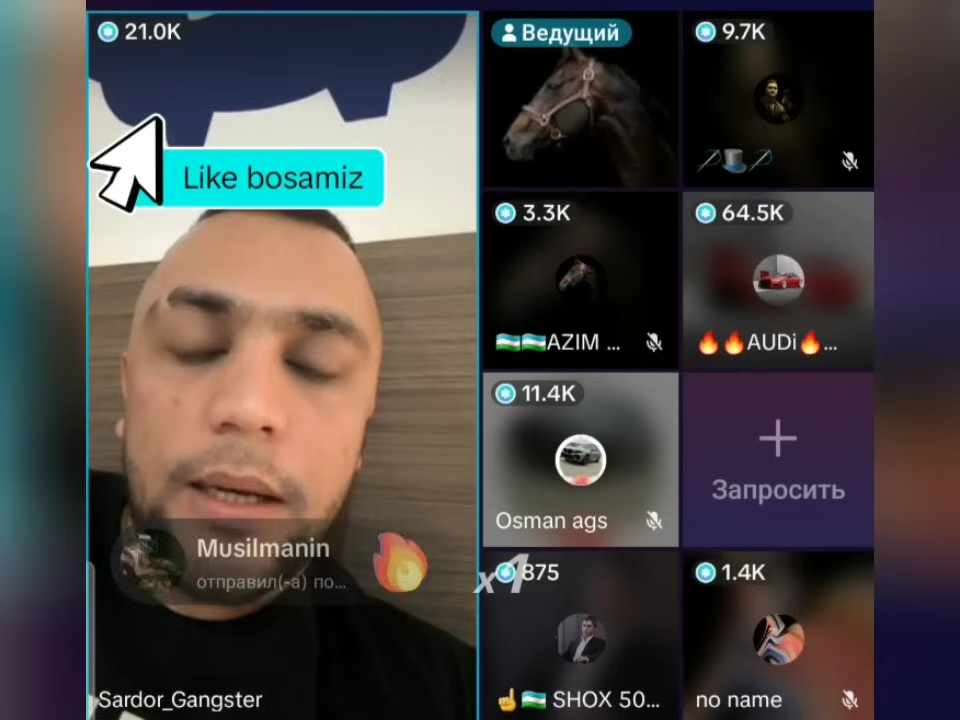 21.0K
Like bosamiz
Musilmanin
отправил(-а) по...
x1
Sardor_Gangster
Ведущий
9.7K
3.3K
AZIM ...
64.5K
AUDi...
11.4K
Osman ags
Запросить
875
SHOX 50...
1.4K
no name